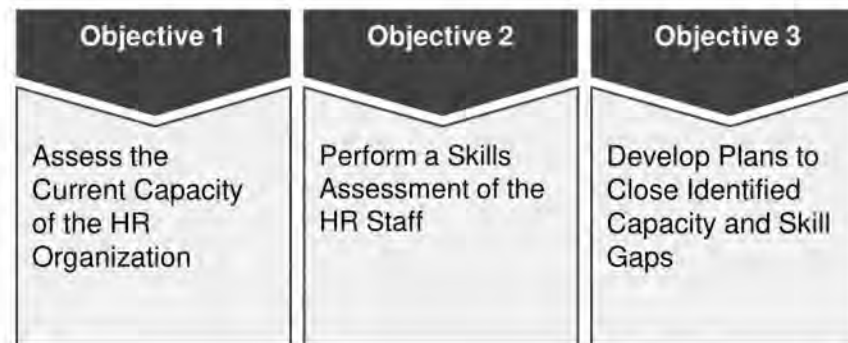 Objective 1
Assess the
Current Capacity
of the HR
Organization
Objective 2
Perform a Skills
Assessment of the
HR Staff
Objective 3
Develop Plans to
Close Identified
Capacity and Skill
Gaps